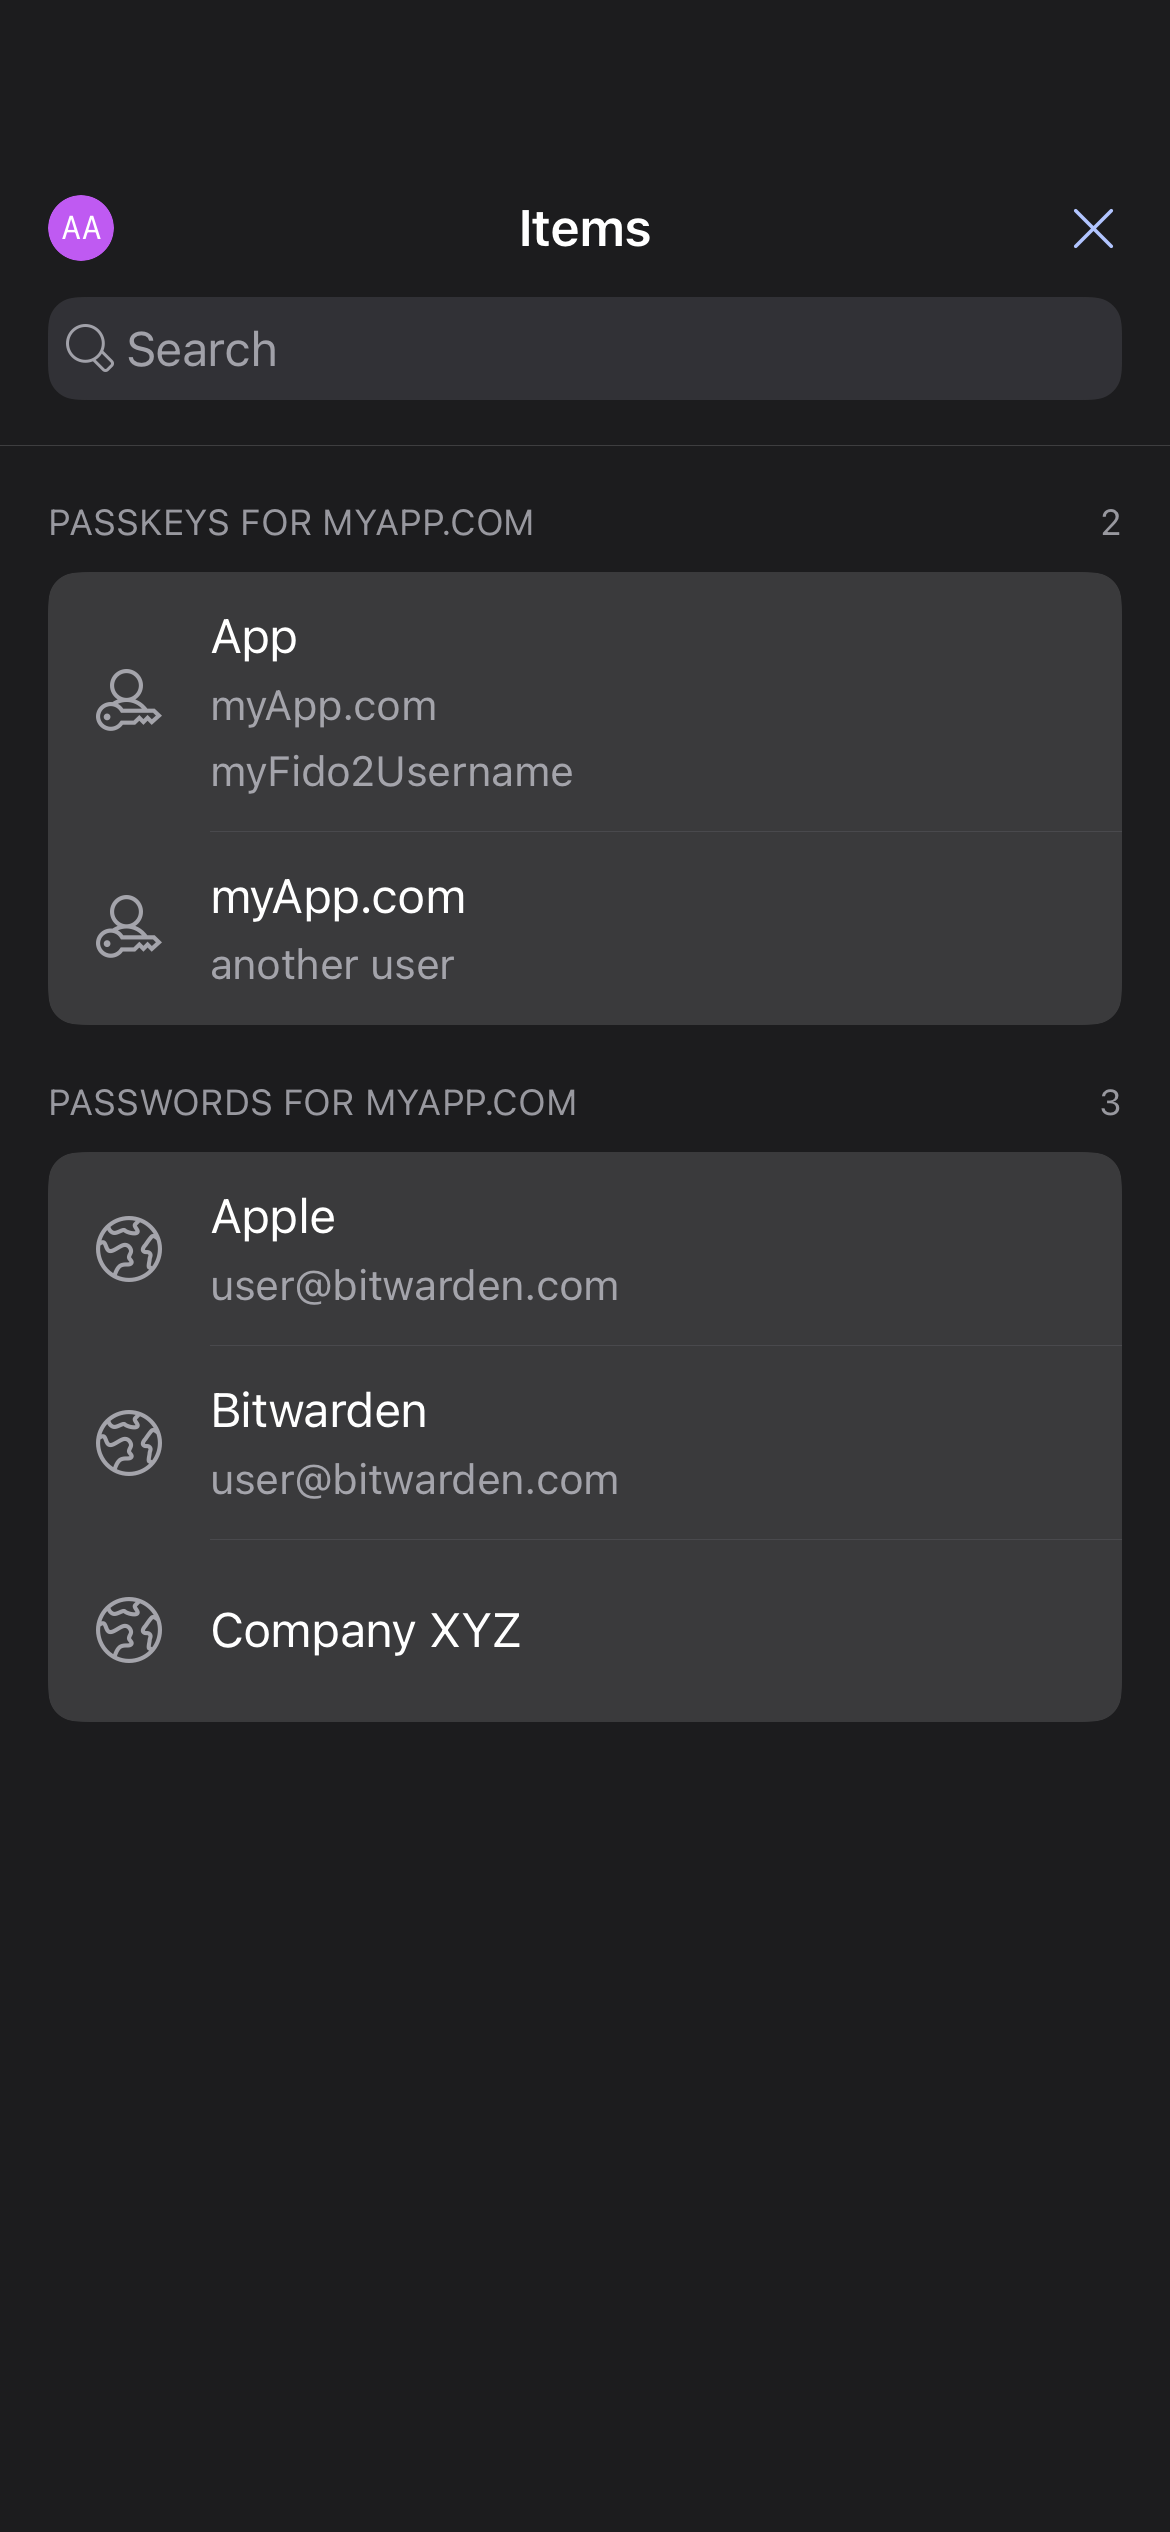 AA
Items
Search
PASSKEYS FOR MYAPP.COM 2
App
myApp.com
myFido2Username
myApp.com
another user
PASSWORDS FOR MYAPP.COM 3
Apple
user@bitwarden.com
Bitwarden
user@bitwarden.com
Company XYZ